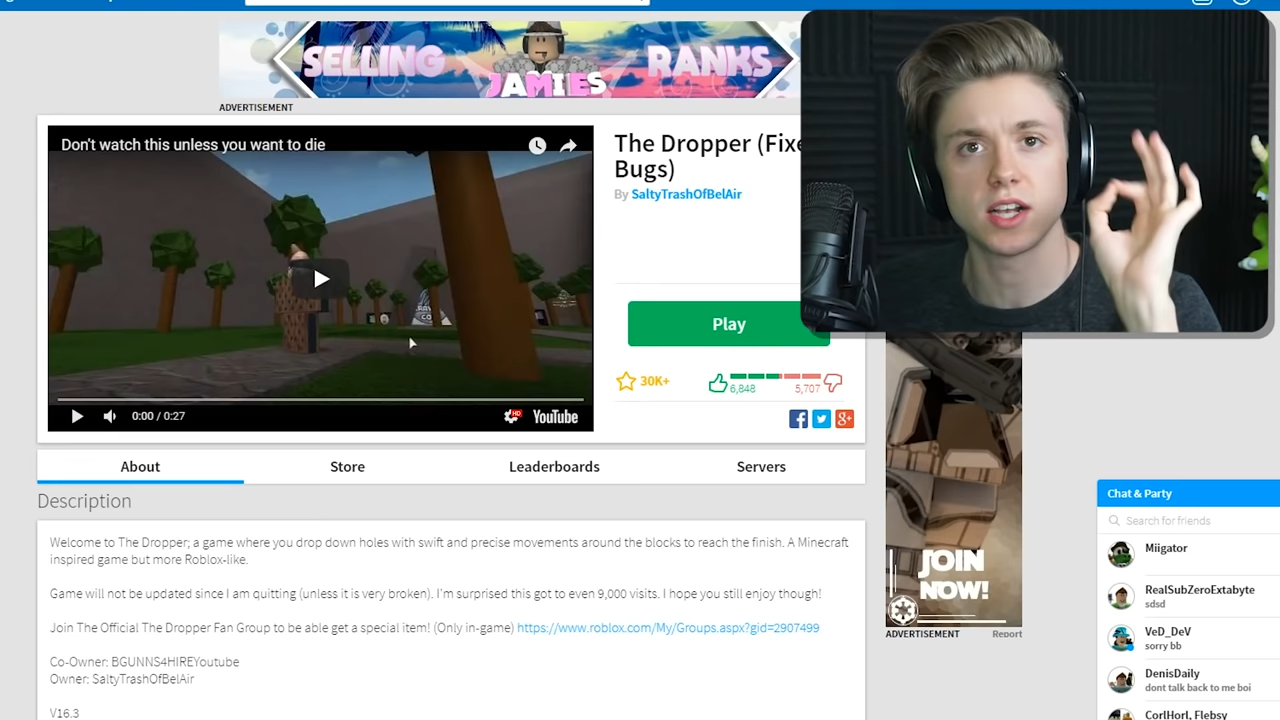 SELLING
JAMIES
RANKS
ADVERTISEMENT
Don't watch this unless you want to die
0:00 / 0:27
HD
YouTube
The Dropper (Fixe
Bugs)
By SaltyTrashOfBelAir
Play
30K+
6,848
5,707
About
Store
Leaderboards
Servers
Description
Welcome to The Dropper; a game where you drop down holes with swift and precise movements around the blocks to reach the finish. A Minecraft
inspired game but more Roblox-like.
Game will not be updated since I am quitting (unless it is very broken). I'm surprised this got to even 9,000 visits. I hope you still enjoy though!
Join The Official The Dropper Fan Group to be able get a special item! (Only in-game) https://www.roblox.com/My/Groups.aspx?gid=2907499
Co-Owner: BGUNNS4HIREYoutube
Owner: SaltyTrashOfBelAir
V16.3
JOIN
NOW!
ADVERTISEMENT
Report
Chat & Party
Search for friends
Miigator
RealSubZeroExtabyte
sdsd
VeD_DeV
sorry bb
DenisDaily
dont talk back to me boi
CorlHorl, Flebsy